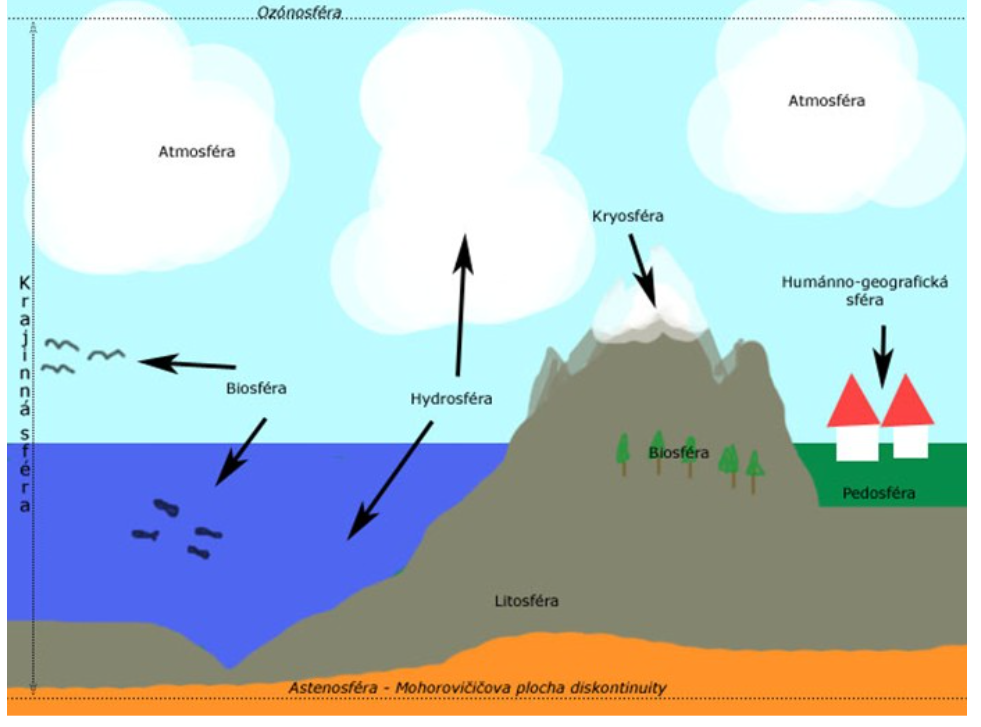 Ozónosféra
Atmosféra
Atmosféra
Kryosféra
Humánno-geografická
sféra
Krajinná sféra
Biosféra
Hydrosféra
Biosféra
Pedosféra
Litosféra
Astenosféra - Mohorovičičova plocha diskontinuity